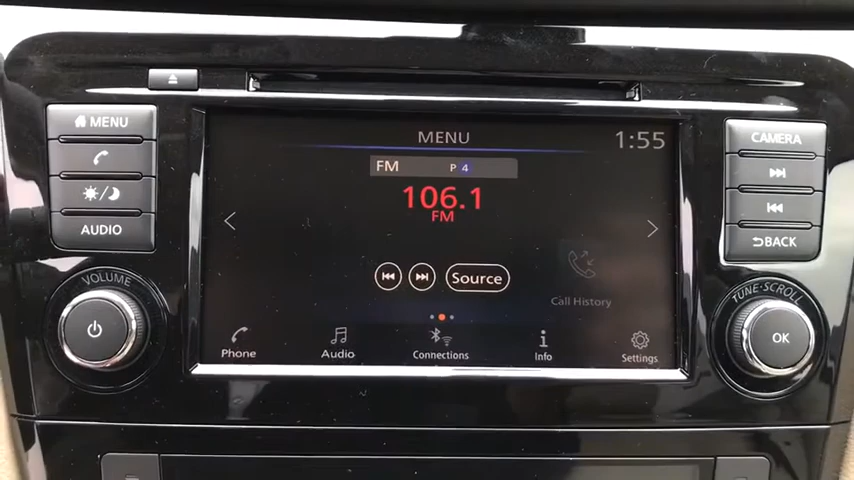 MENU
AUDIO
VOLUME
MENU
1:55
FM P 4
106.1
FM
Source
Call History
Phone
Audio
Connections
Info
Settings
CAMERA
BACK
TUNE·SCROLL
OK